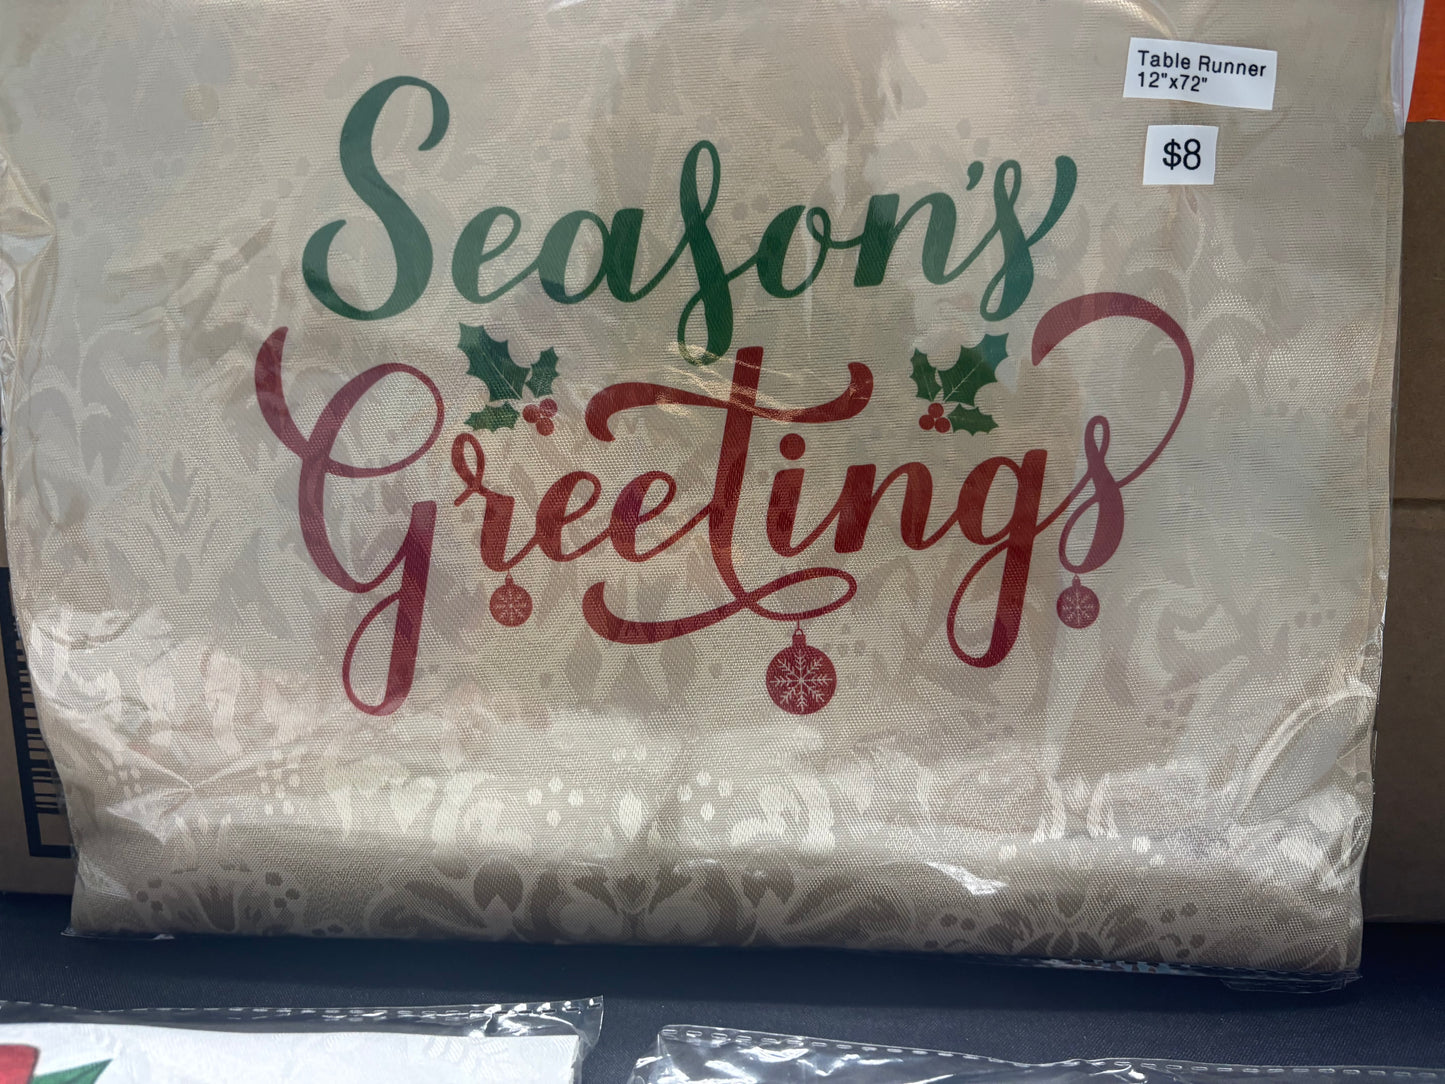 Table Runner
12"x72"
$8
Season's
Greetings